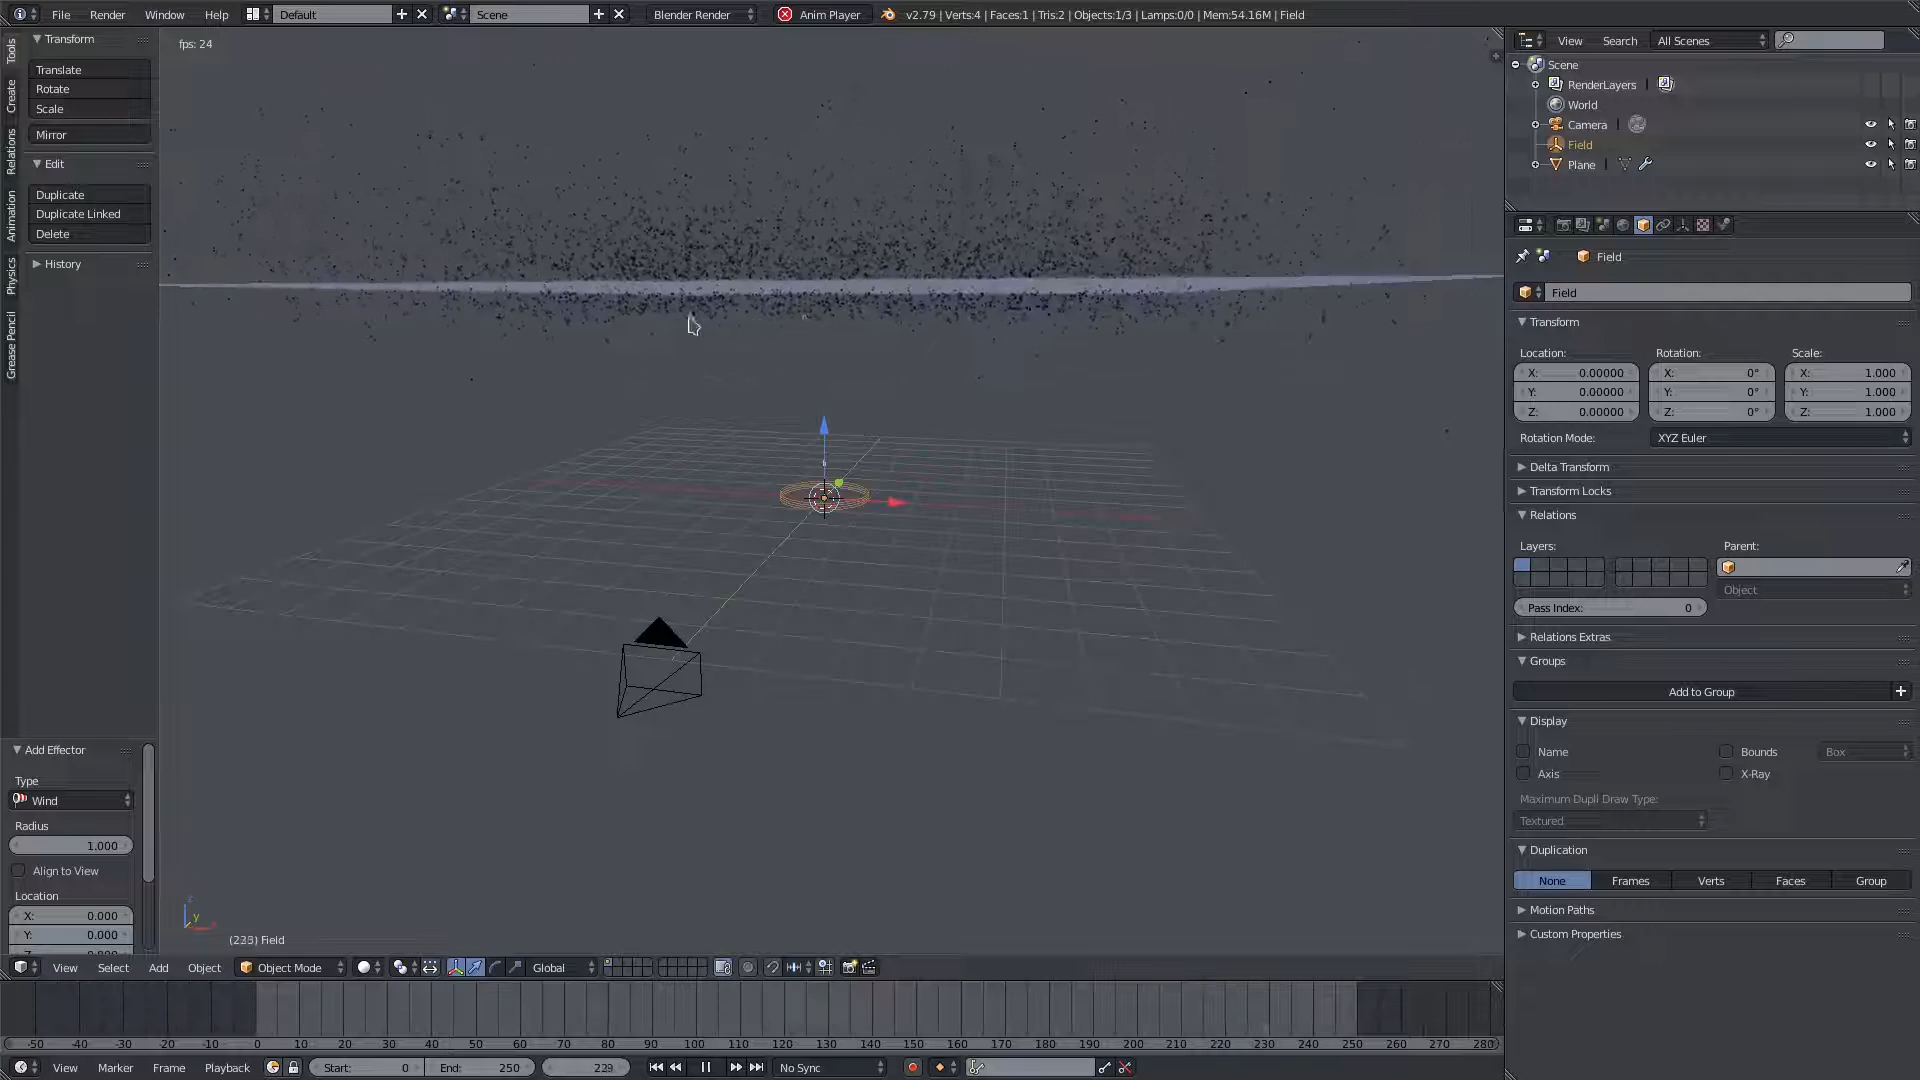 File Render Window Help Default Scene Blender Render Anim Player v2.79 | Verts:4 | Faces:1 | Tris:2 | Objects:1/3 | Lamps:0/0 | Mem:54.16M | Field
fps: 24
Tools
Create
Relations
Animation
Physics
Grease Pencil
Transform
Translate
Rotate
Scale
Mirror
Edit
Duplicate
Duplicate Linked
Delete
History
Add Effector
Type
Wind
Radius
1.000
Align to View
Location
X: 0.000
Y: 0.000
y
(223) Field
View Select Add Object Object Mode Global
-50 -40 -30 -20 -10 0 10 20 30 40 50 60 70 80 90 100 110 120 130 140 150 160 170 180 190 200 210 220 230 240 250 260 270 280
View Marker Frame Playback Start: 0 End: 250 229 No Sync
View Search All Scenes
Scene
RenderLayers
World
Camera
Field
Plane
Field
Field
Transform
Location: Rotation: Scale:
X: 0.00000 X: 0° X: 1.000
Y: 0.00000 Y: 0° Y: 1.000
Z: 0.00000 Z: 0° Z: 1.000
Rotation Mode: XYZ Euler
Delta Transform
Transform Locks
Relations
Layers: Parent:
Object
Pass Index: 0
Relations Extras
Groups
Add to Group
Display
Name Bounds Box
Axis X-Ray
Maximum Dupli Draw Type:
Textured
Duplication
None Frames Verts Faces Group
Motion Paths
Custom Properties